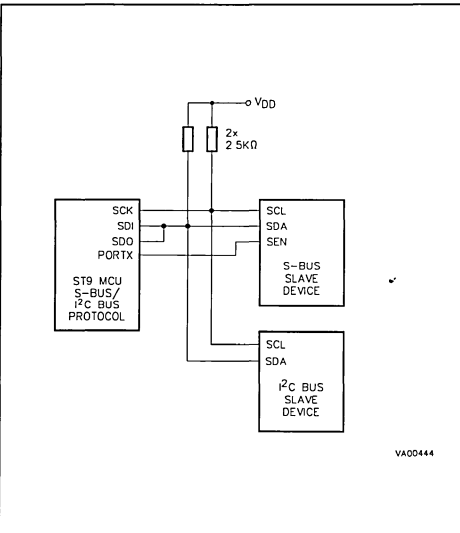 VDD
2x
2 5KΩ
SCK
SDI
SDO
PORTX
ST9 MCU
S-BUS/
I²C BUS
PROTOCOL
SCL
SDA
SEN
S-BUS
SLAVE
DEVICE
SCL
SDA
I²C BUS
SLAVE
DEVICE
VA00444